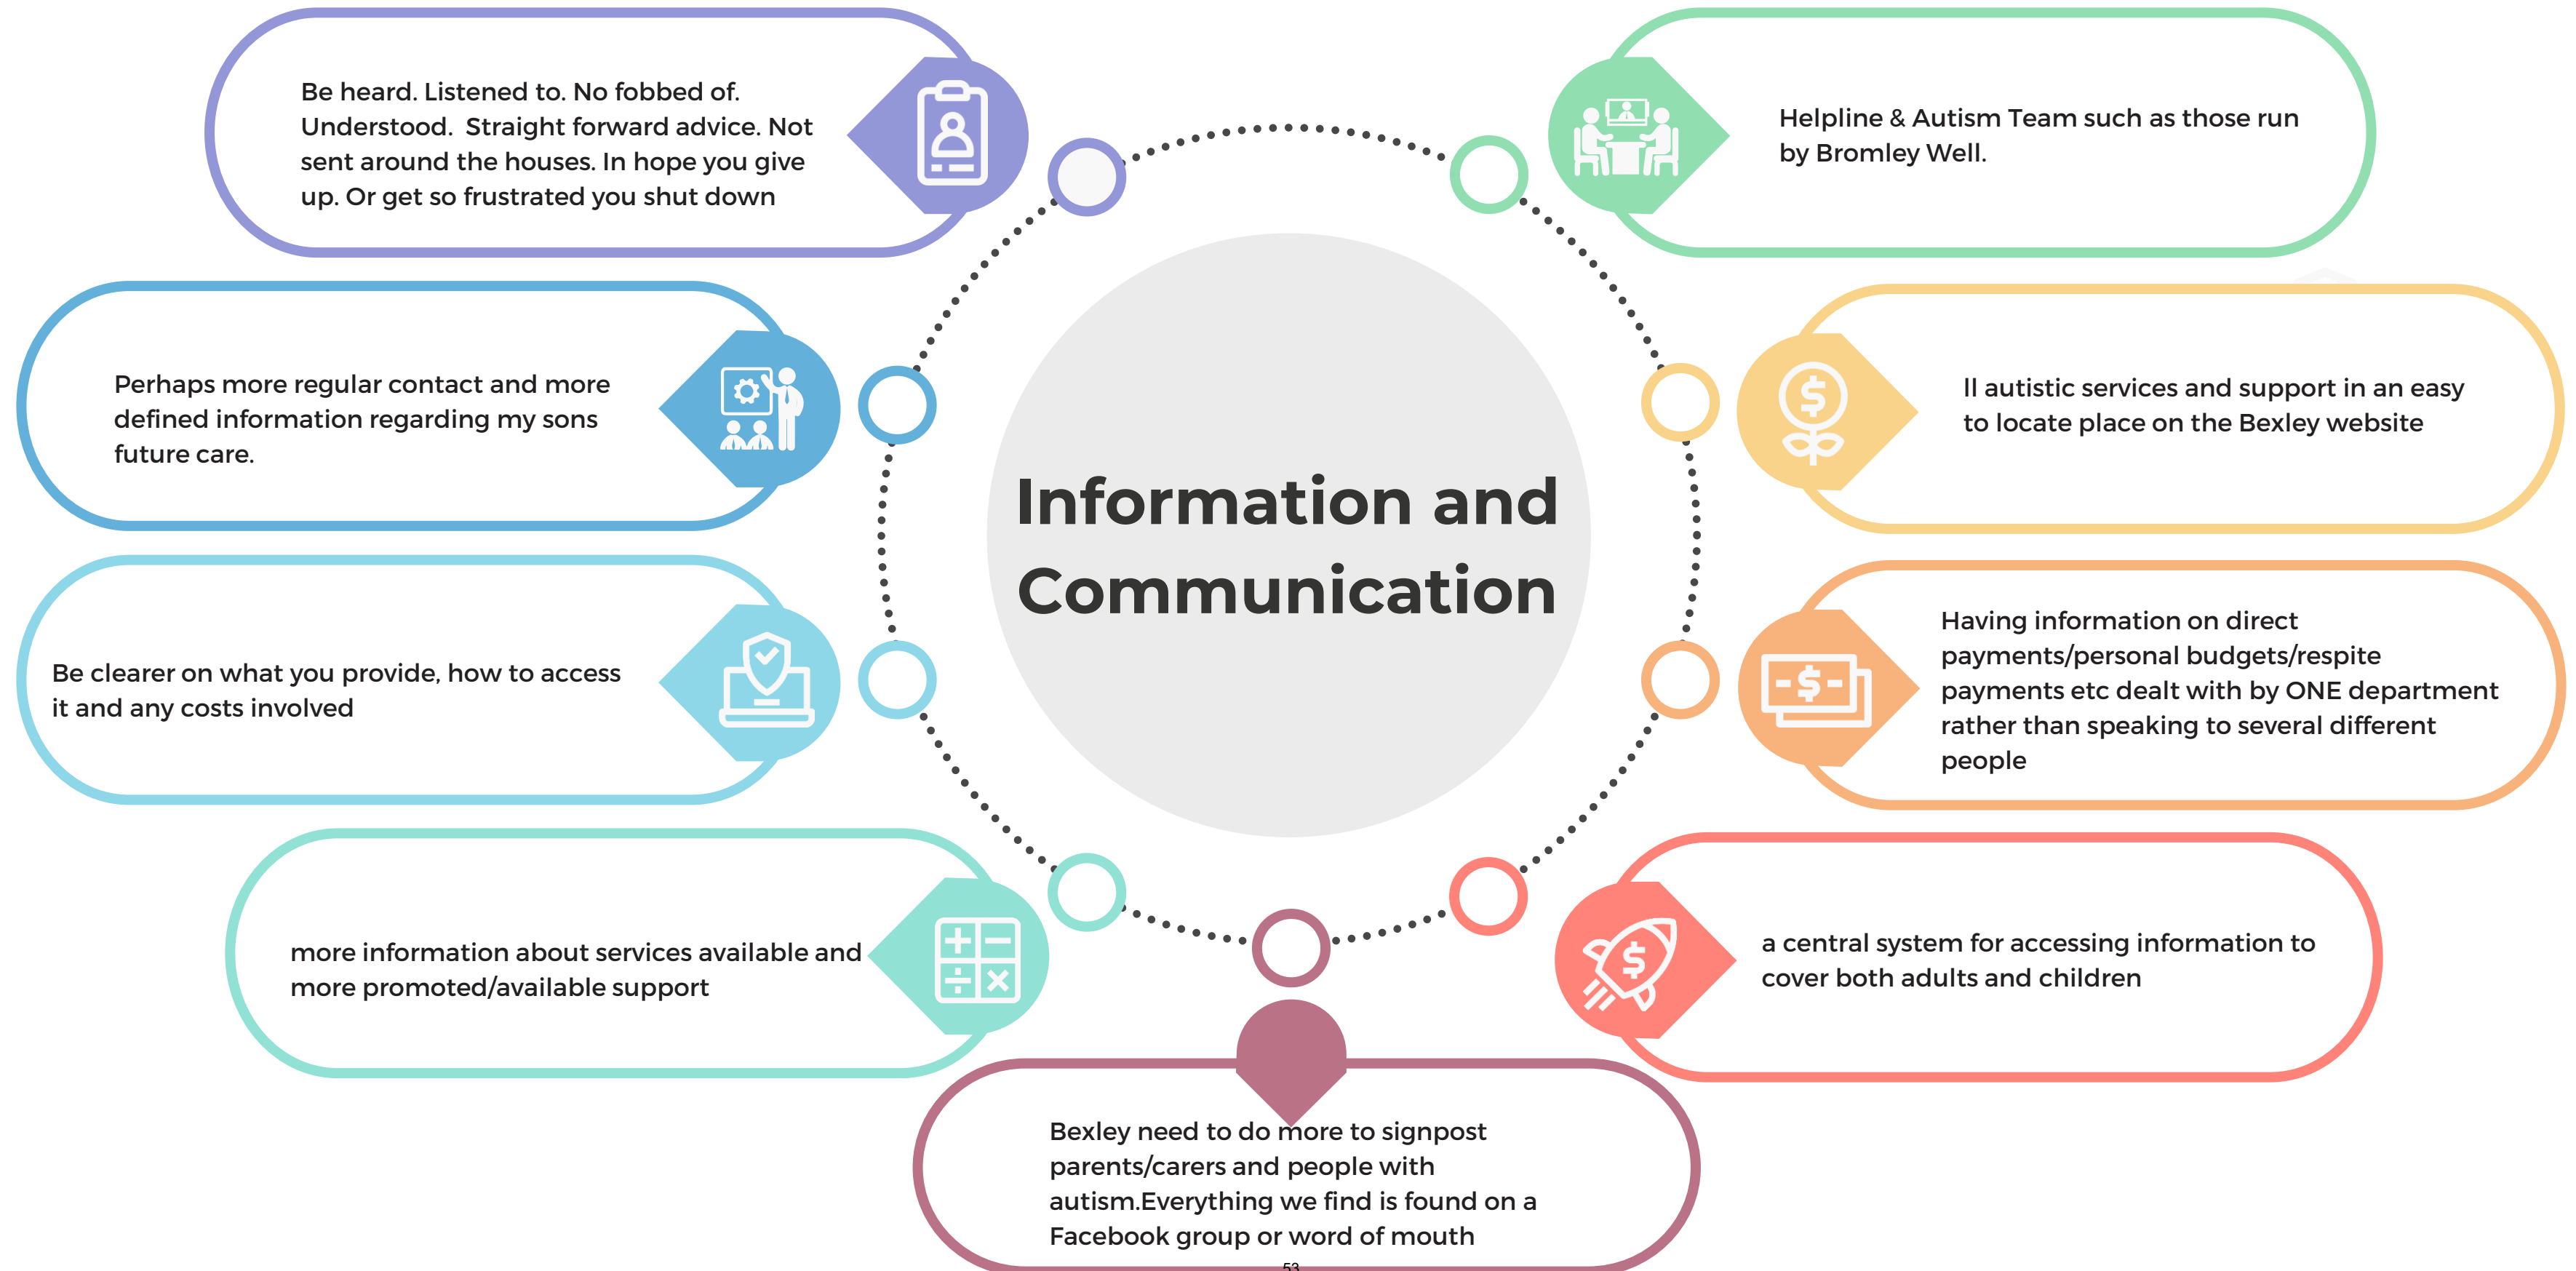 Be heard. Listened to. No fobbed of.
Understood.  Straight forward advice. Not
sent around the houses. In hope you give
up. Or get so frustrated you shut down
Helpline & Autism Team such as those run
by Bromley Well.
Perhaps more regular contact and more
defined information regarding my sons
future care.
ll autistic services and support in an easy
to locate place on the Bexley website
Information and
Communication
Be clearer on what you provide, how to access
it and any costs involved
Having information on direct
payments/personal budgets/respite
payments etc dealt with by ONE department
rather than speaking to several different
people
more information about services available and
more promoted/available support
a central system for accessing information to
cover both adults and children
Bexley need to do more to signpost
parents/carers and people with
autism.Everything we find is found on a
Facebook group or word of mouth
53